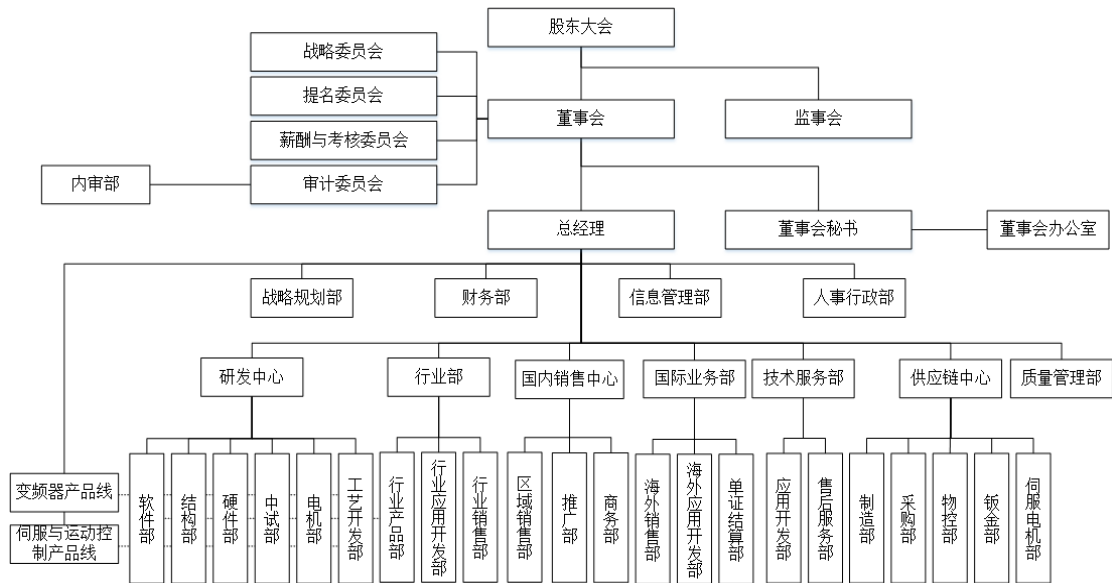 股东大会
战略委员会
提名委员会
董事会
监事会
薪酬与考核委员会
内审部
审计委员会
总经理
董事会秘书
董事会办公室
战略规划部
财务部
信息管理部
人事行政部
研发中心
行业部
国内销售中心
国际业务部
技术服务部
供应链中心
质量管理部
变频器产品线
伺服与运动控
制产品线
软件部
结构部
硬件部
中试部
电机部
工艺开发部
行业产品部
行业应用开发部
行业销售部
区域销售部
推广部
商务部
海外销售部
海外应用开发部
单证结算部
应用开发部
售后服务部
制造部
采购部
物控部
钣金部
伺服电机部